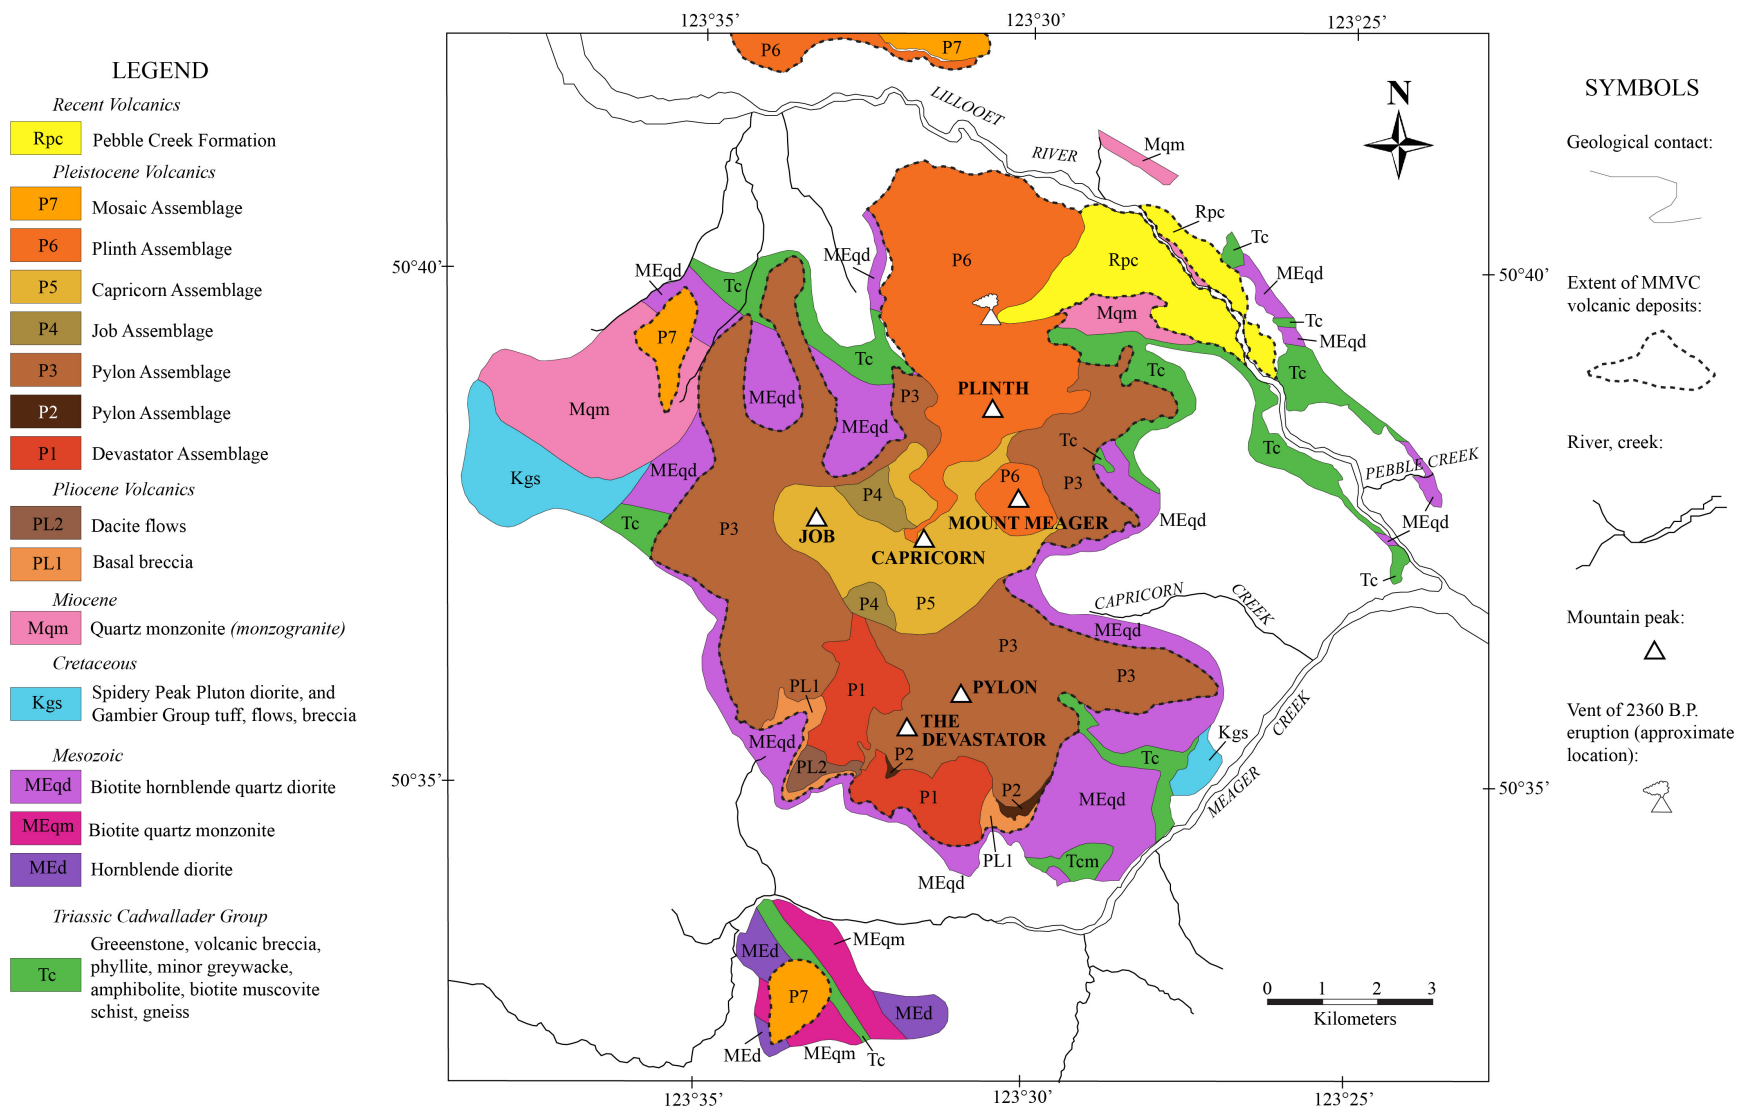 LEGEND
Recent Volcanics
Rpc Pebble Creek Formation
Pleistocene Volcanics
P7 Mosaic Assemblage
P6 Plinth Assemblage
P5 Capricorn Assemblage
P4 Job Assemblage
P3 Pylon Assemblage
P2 Pylon Assemblage
P1 Devastator Assemblage
Pliocene Volcanics
PL2 Dacite flows
PL1 Basal breccia
Miocene
Mqm Quartz monzonite (monzogranite)
Cretaceous
Kgs Spidery Peak Pluton diorite, and
Gambier Group tuff, flows, breccia
Mesozoic
MEqd Biotite hornblende quartz diorite
MEqm Biotite quartz monzonite
MEd Hornblende diorite
Triassic Cadwallader Group
Tc Greeenstone, volcanic breccia,
phyllite, minor greywacke,
amphibolite, biotite muscovite
schist, gneiss
123°35' 123°30' 123°25'
P6 P7
LILLOOET
RIVER
N
Mqm
Rpc
Tc
MEqd
P6
Rpc
50°40'
50°40'
MEqd
Tc
MEqd
Mqm
Tc
MEqd
P7
Tc
Tc
Tc
PLINTH
P3
MEqd
Mqm
MEqd
Tc
Tc
PEBBLE CREEK
MEqd
Kgs
P6
P3
P4
MEqd
MEqd
Tc
P3
JOB
MOUNT MEAGER
CAPRICORN
Tc
P4
P5
CAPRICORN
CREEK
MEqd
P3
P3
PL1
P1
PYLON
THE
DEVASTATOR
MEqd
P2
PL2
Tc
Kgs
CREEK
MEAGER
50°35'
50°35'
P1
P2
MEqd
PL1
Tcm
MEqd
MEqm
MEd
P7
MEd
MEd
MEqm
Tc
0 1 2 3
Kilometers
123°35' 123°30' 123°25'
SYMBOLS
Geological contact:
Extent of MMVC
volcanic deposits:
River, creek:
Mountain peak:
Vent of 2360 B.P.
eruption (approximate
location):